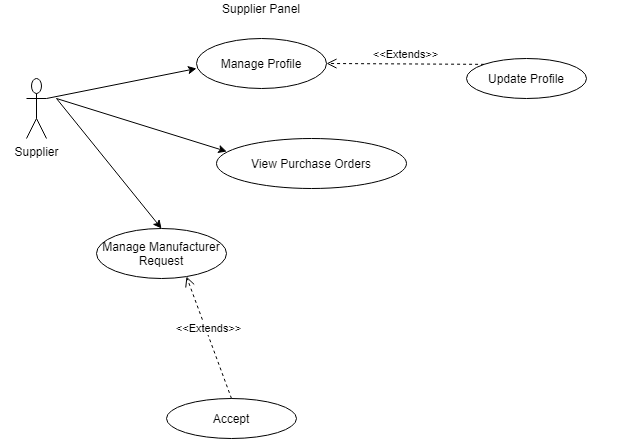 Supplier Panel
<<Extends>>
Manage Profile
Update Profile
Supplier
View Purchase Orders
Manage Manufacturer
Request
<<Extends>>
Accept